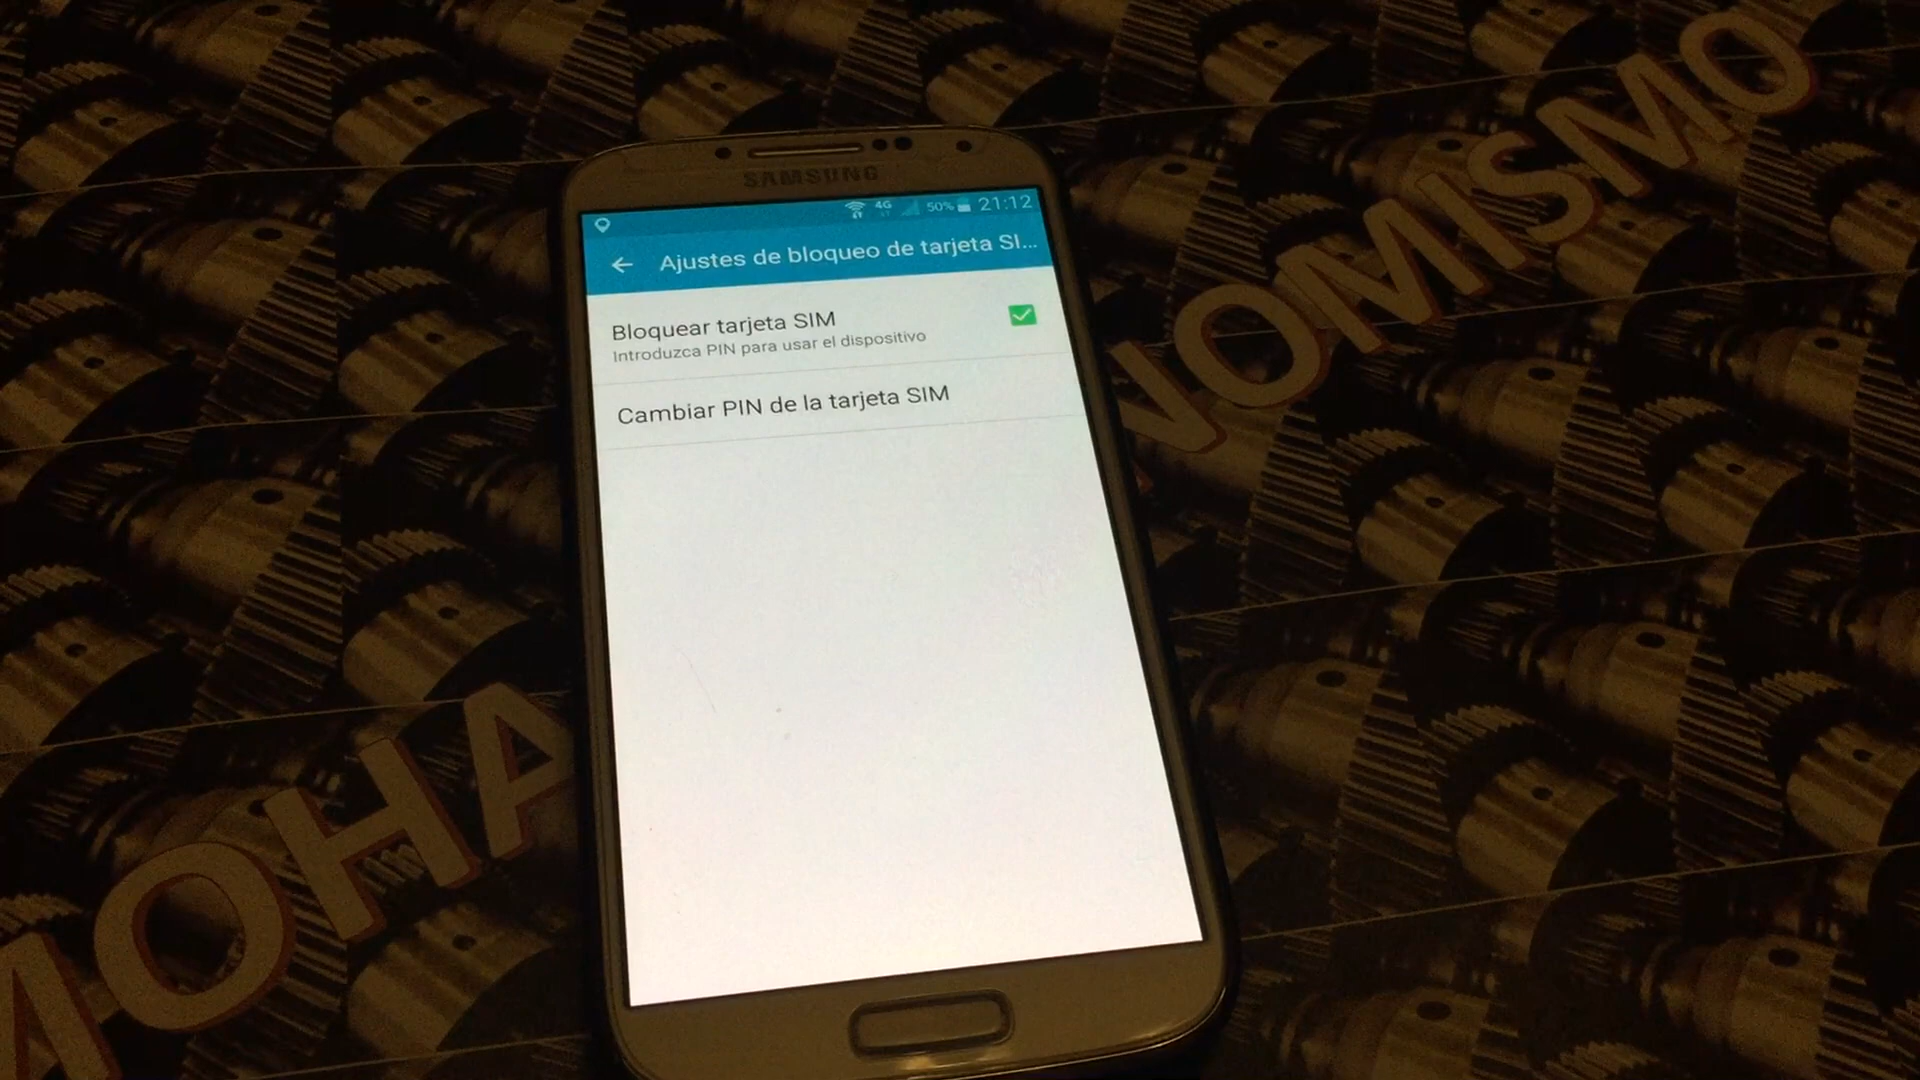 SAMSUNG
4G 50% 21:12
Ajustes de bloqueo de tarjeta SI...
Bloquear tarjeta SIM
Introduzca PIN para usar el dispositivo
Cambiar PIN de la tarjeta SIM
MOHA
NOMISMO